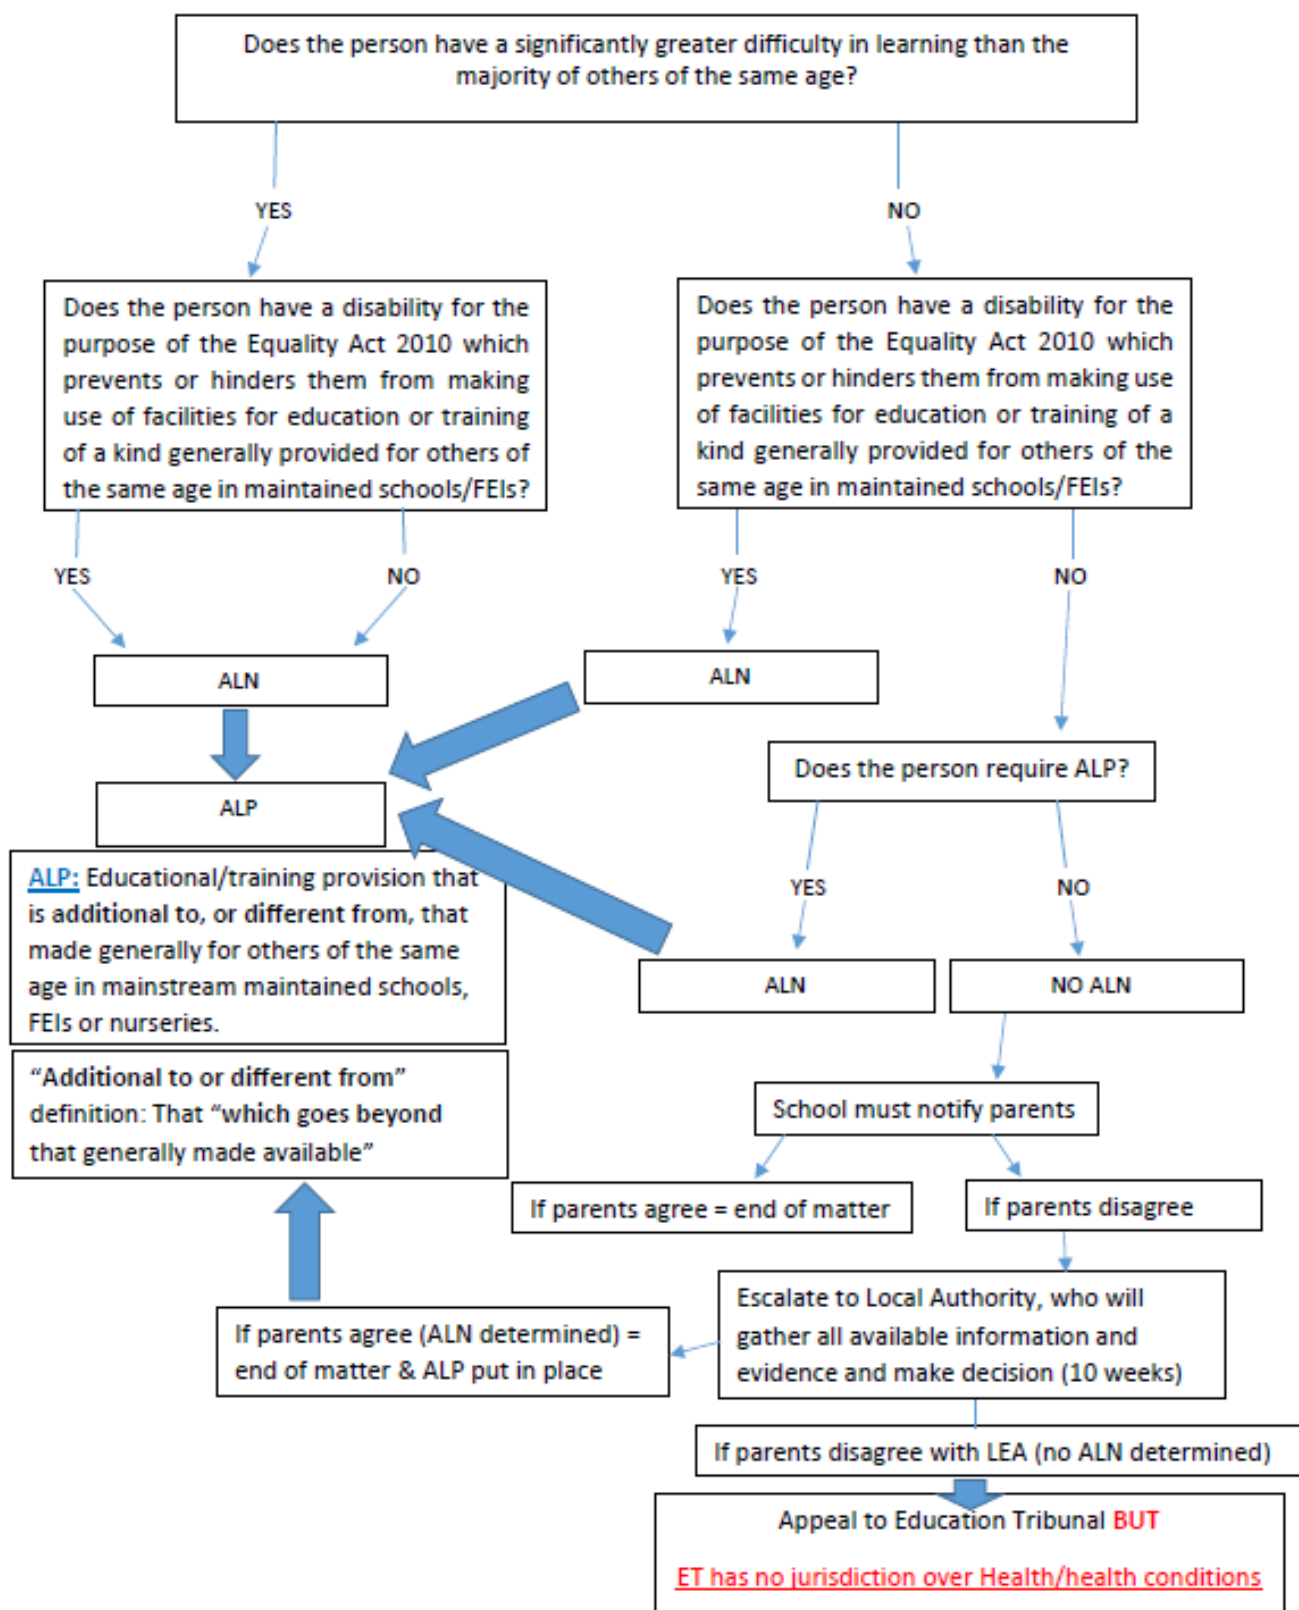 Does the person have a significantly greater difficulty in learning than the
majority of others of the same age?
YES
NO
Does the person have a disability for the
purpose of the Equality Act 2010 which
prevents or hinders them from making
use of facilities for education or training
of a kind generally provided for others of
the same age in maintained schools/FEIs?
Does the person have a disability for the
purpose of the Equality Act 2010 which
prevents or hinders them from making use
of facilities for education or training of a
kind generally provided for others of the
same age in maintained schools/FEIs?
YES
NO
YES
NO
ALN
ALN
Does the person require ALP?
ALP
ALP: Educational/training provision that
is additional to, or different from, that
made generally for others of the same
age in mainstream maintained schools,
FEIs or nurseries.
YES
NO
ALN
NO ALN
“Additional to or different from”
definition: That “which goes beyond
that generally made available”
School must notify parents
If parents agree = end of matter
If parents disagree
Escalate to Local Authority, who will
gather all available information and
evidence and make decision (10 weeks)
If parents agree (ALN determined) =
end of matter & ALP put in place
If parents disagree with LEA (no ALN determined)
Appeal to Education Tribunal BUT
ET has no jurisdiction over Health/health conditions